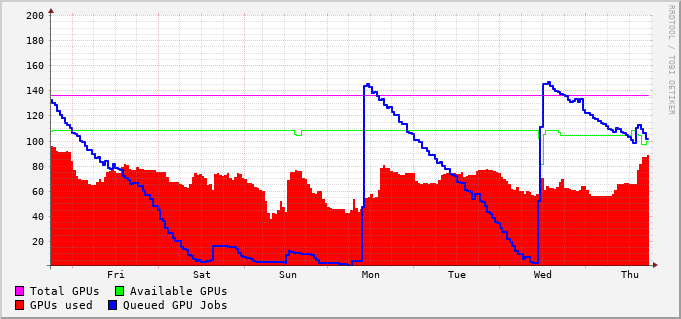 200
180
160
140
120
100
80
60
40
20
Fri Sat Sun Mon Tue Wed Thu
Total GPUs Available GPUs
GPUs used Queued GPU Jobs
RRDTOOL / TOBI OETIKER